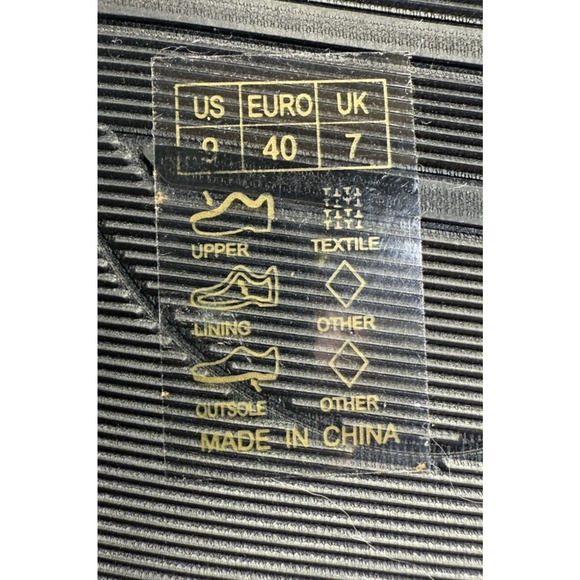 US EURO UK
9 40 7
UPPER TEXTILE
LINING OTHER
OUTSOLE OTHER
MADE IN CHINA